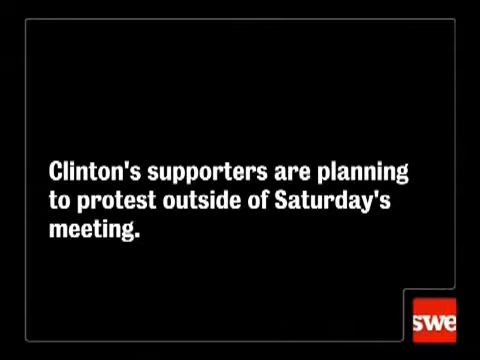 Clinton's supporters are planning
to protest outside of Saturday's
meeting.
swe